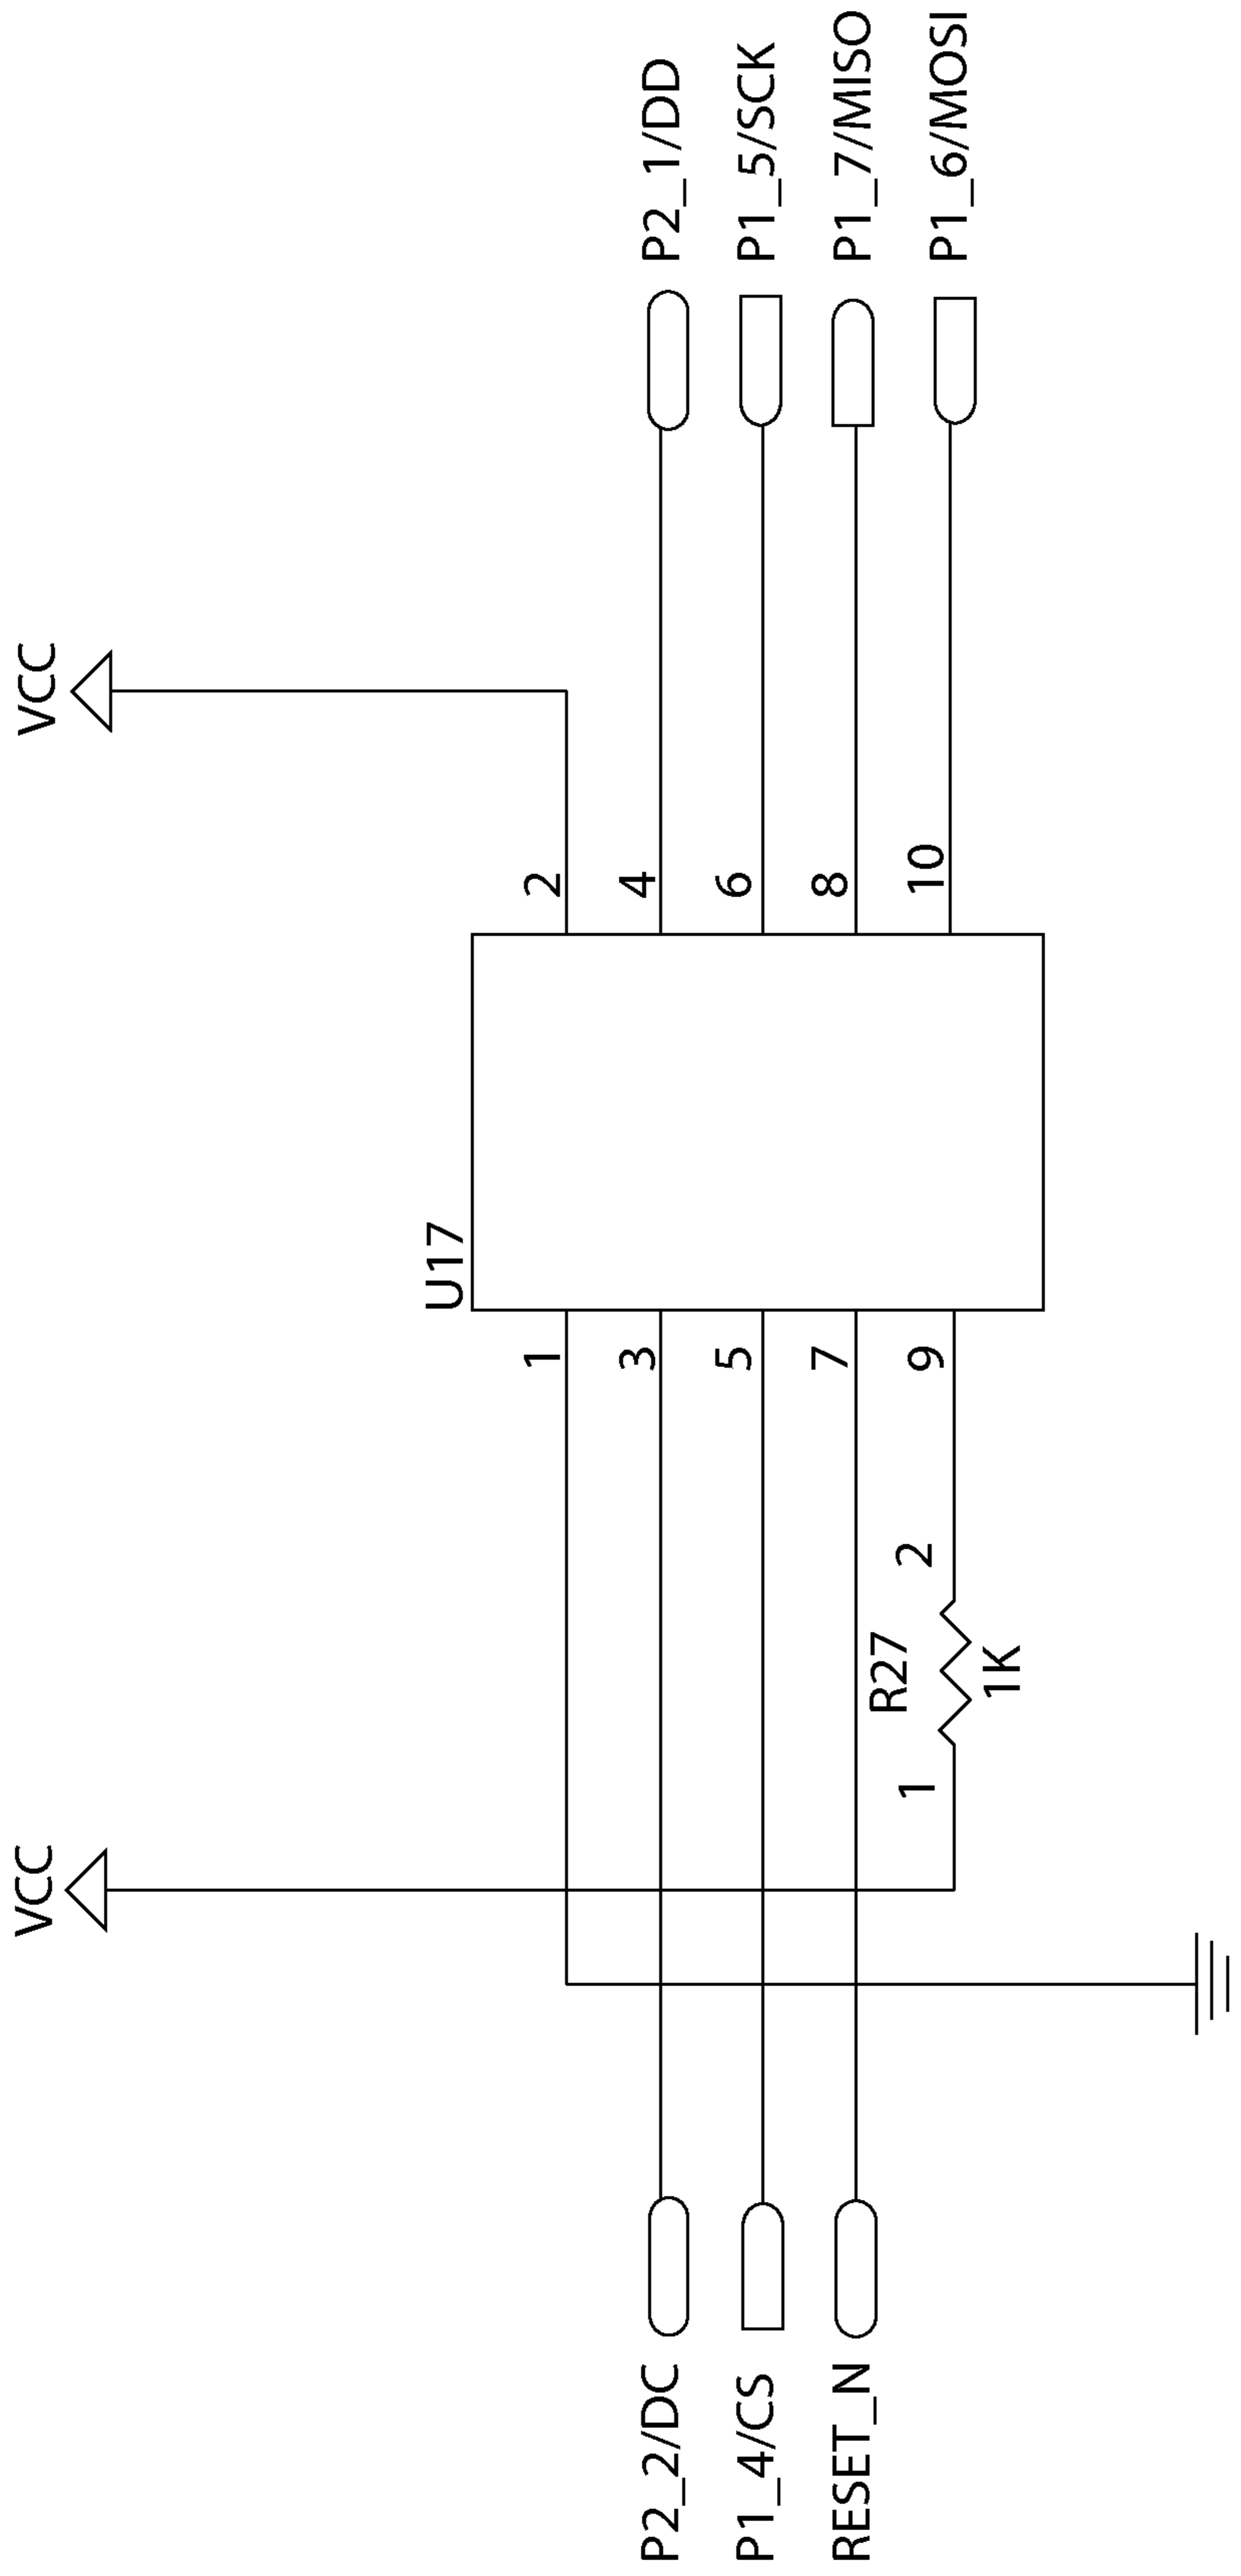 VCC
VCC
U17
1
2
P2_2/DC
3
4
P2_1/DD
P1_4/CS
5
6
P1_5/SCK
RESET_N
7
8
P1_7/MISO
R27
1
2
9
10
P1_6/MOSI
1K